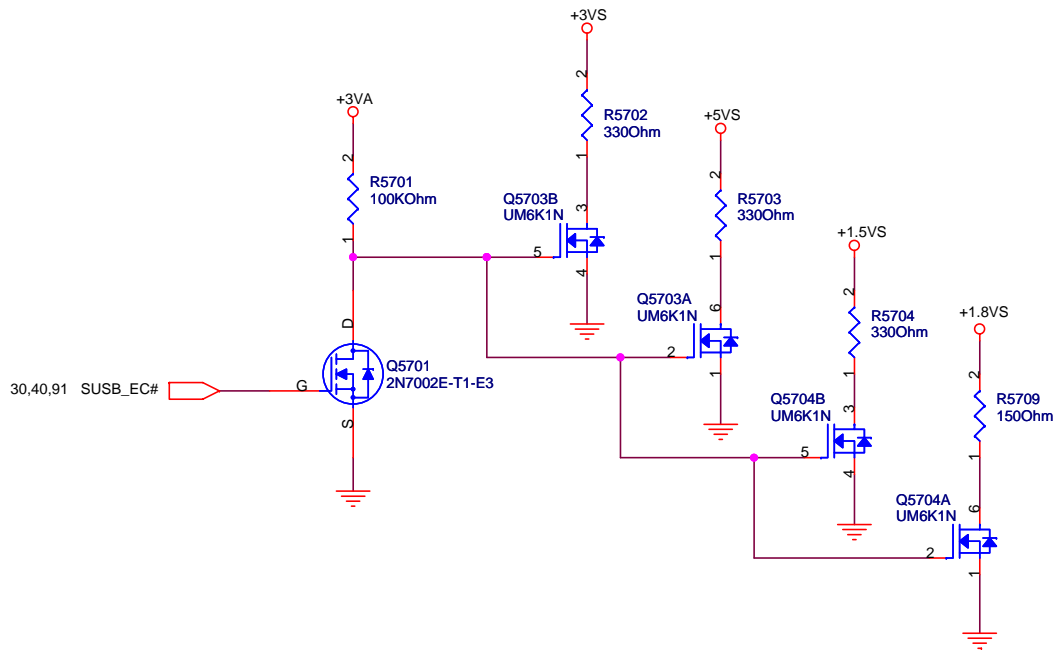 +3VS
2
R5702
330Ohm
1
+3VA
2
R5701
100KOhm
1
+5VS
2
R5703
330Ohm
1
Q5703B
UM6K1N
3
5
4
+1.5VS
2
R5704
330Ohm
1
Q5703A
UM6K1N
6
2
1
+1.8VS
2
R5709
150Ohm
1
D
Q5701
2N7002E-T1-E3
G
S
30,40,91 SUSB_EC#
Q5704B
UM6K1N
3
5
4
Q5704A
UM6K1N
6
2
1